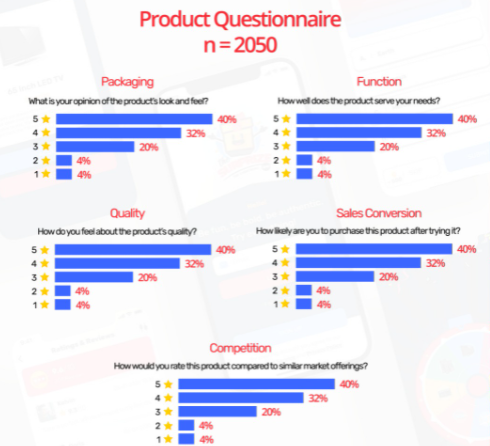 Product Questionnaire
n = 2050
Packaging
What is your opinion of the product's look and feel?
5 40%
4 32%
3 20%
2 4%
1 4%
Function
How well does the product serve your needs?
5 40%
4 32%
3 20%
2 4%
1 4%
Quality
How do you feel about the product's quality?
5 40%
4 32%
3 20%
2 4%
1 4%
Sales Conversion
How likely are you to purchase this product after trying it?
5 40%
4 32%
3 20%
2 4%
1 4%
Competition
How would you rate this product compared to similar market offerings?
5 40%
4 32%
3 20%
2 4%
1 4%